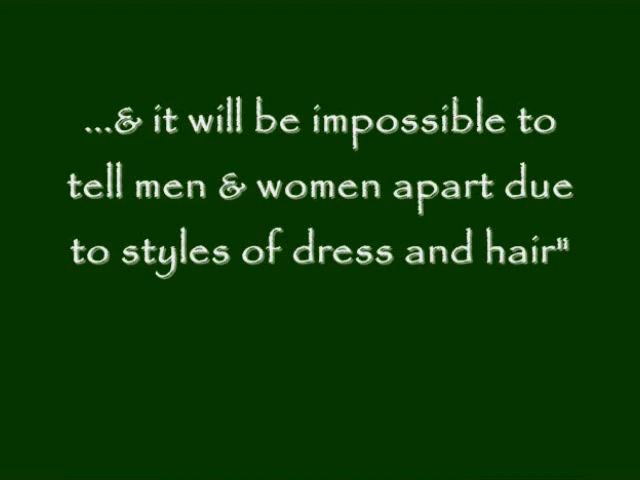 ...& it will be impossible to
tell men & women apart due
to styles of dress and hair"